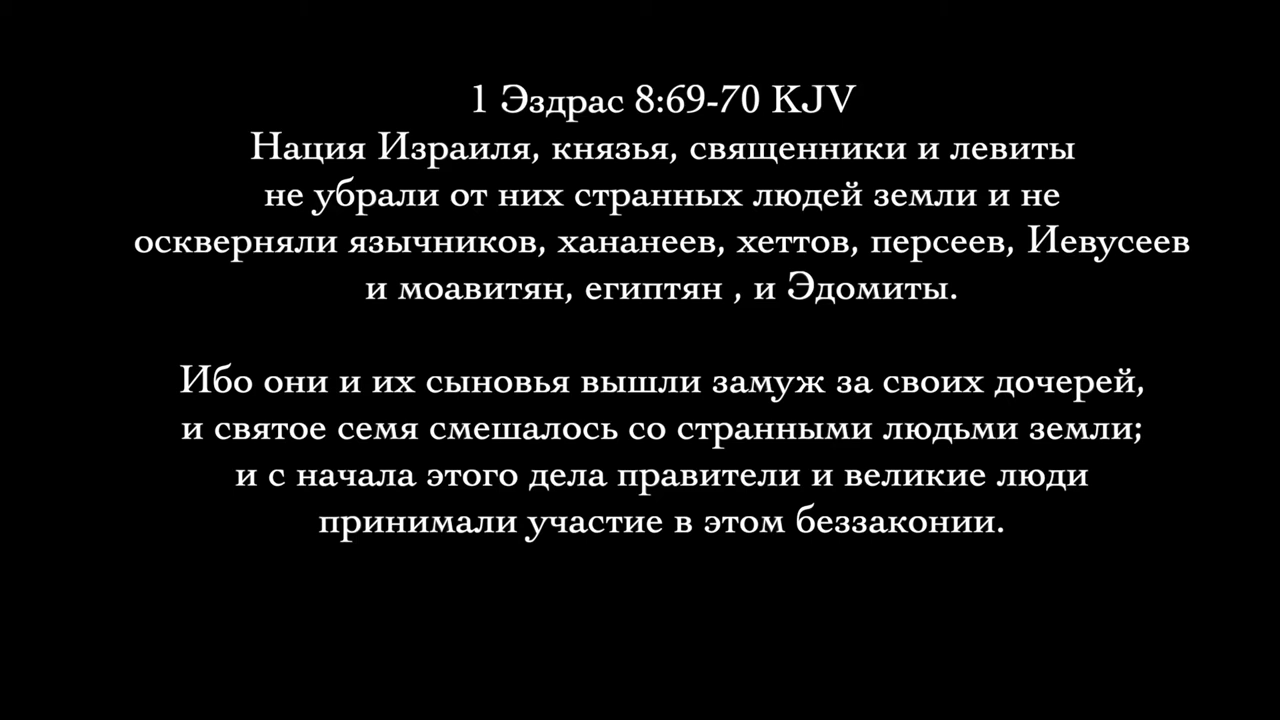 1 Эздрас 8:69-70 KJV
Нация Израиля, князья, священники и левиты
не убрали от них странных людей земли и не
оскверняли язычников, хананеев, хеттов, персеев, Иевусеев
и моавитян, египтян , и Эдомиты.
Ибо они и их сыновья вышли замуж за своих дочерей,
и святое семя смешалось со странными людьми земли;
и с начала этого дела правители и великие люди
принимали участие в этом беззаконии.